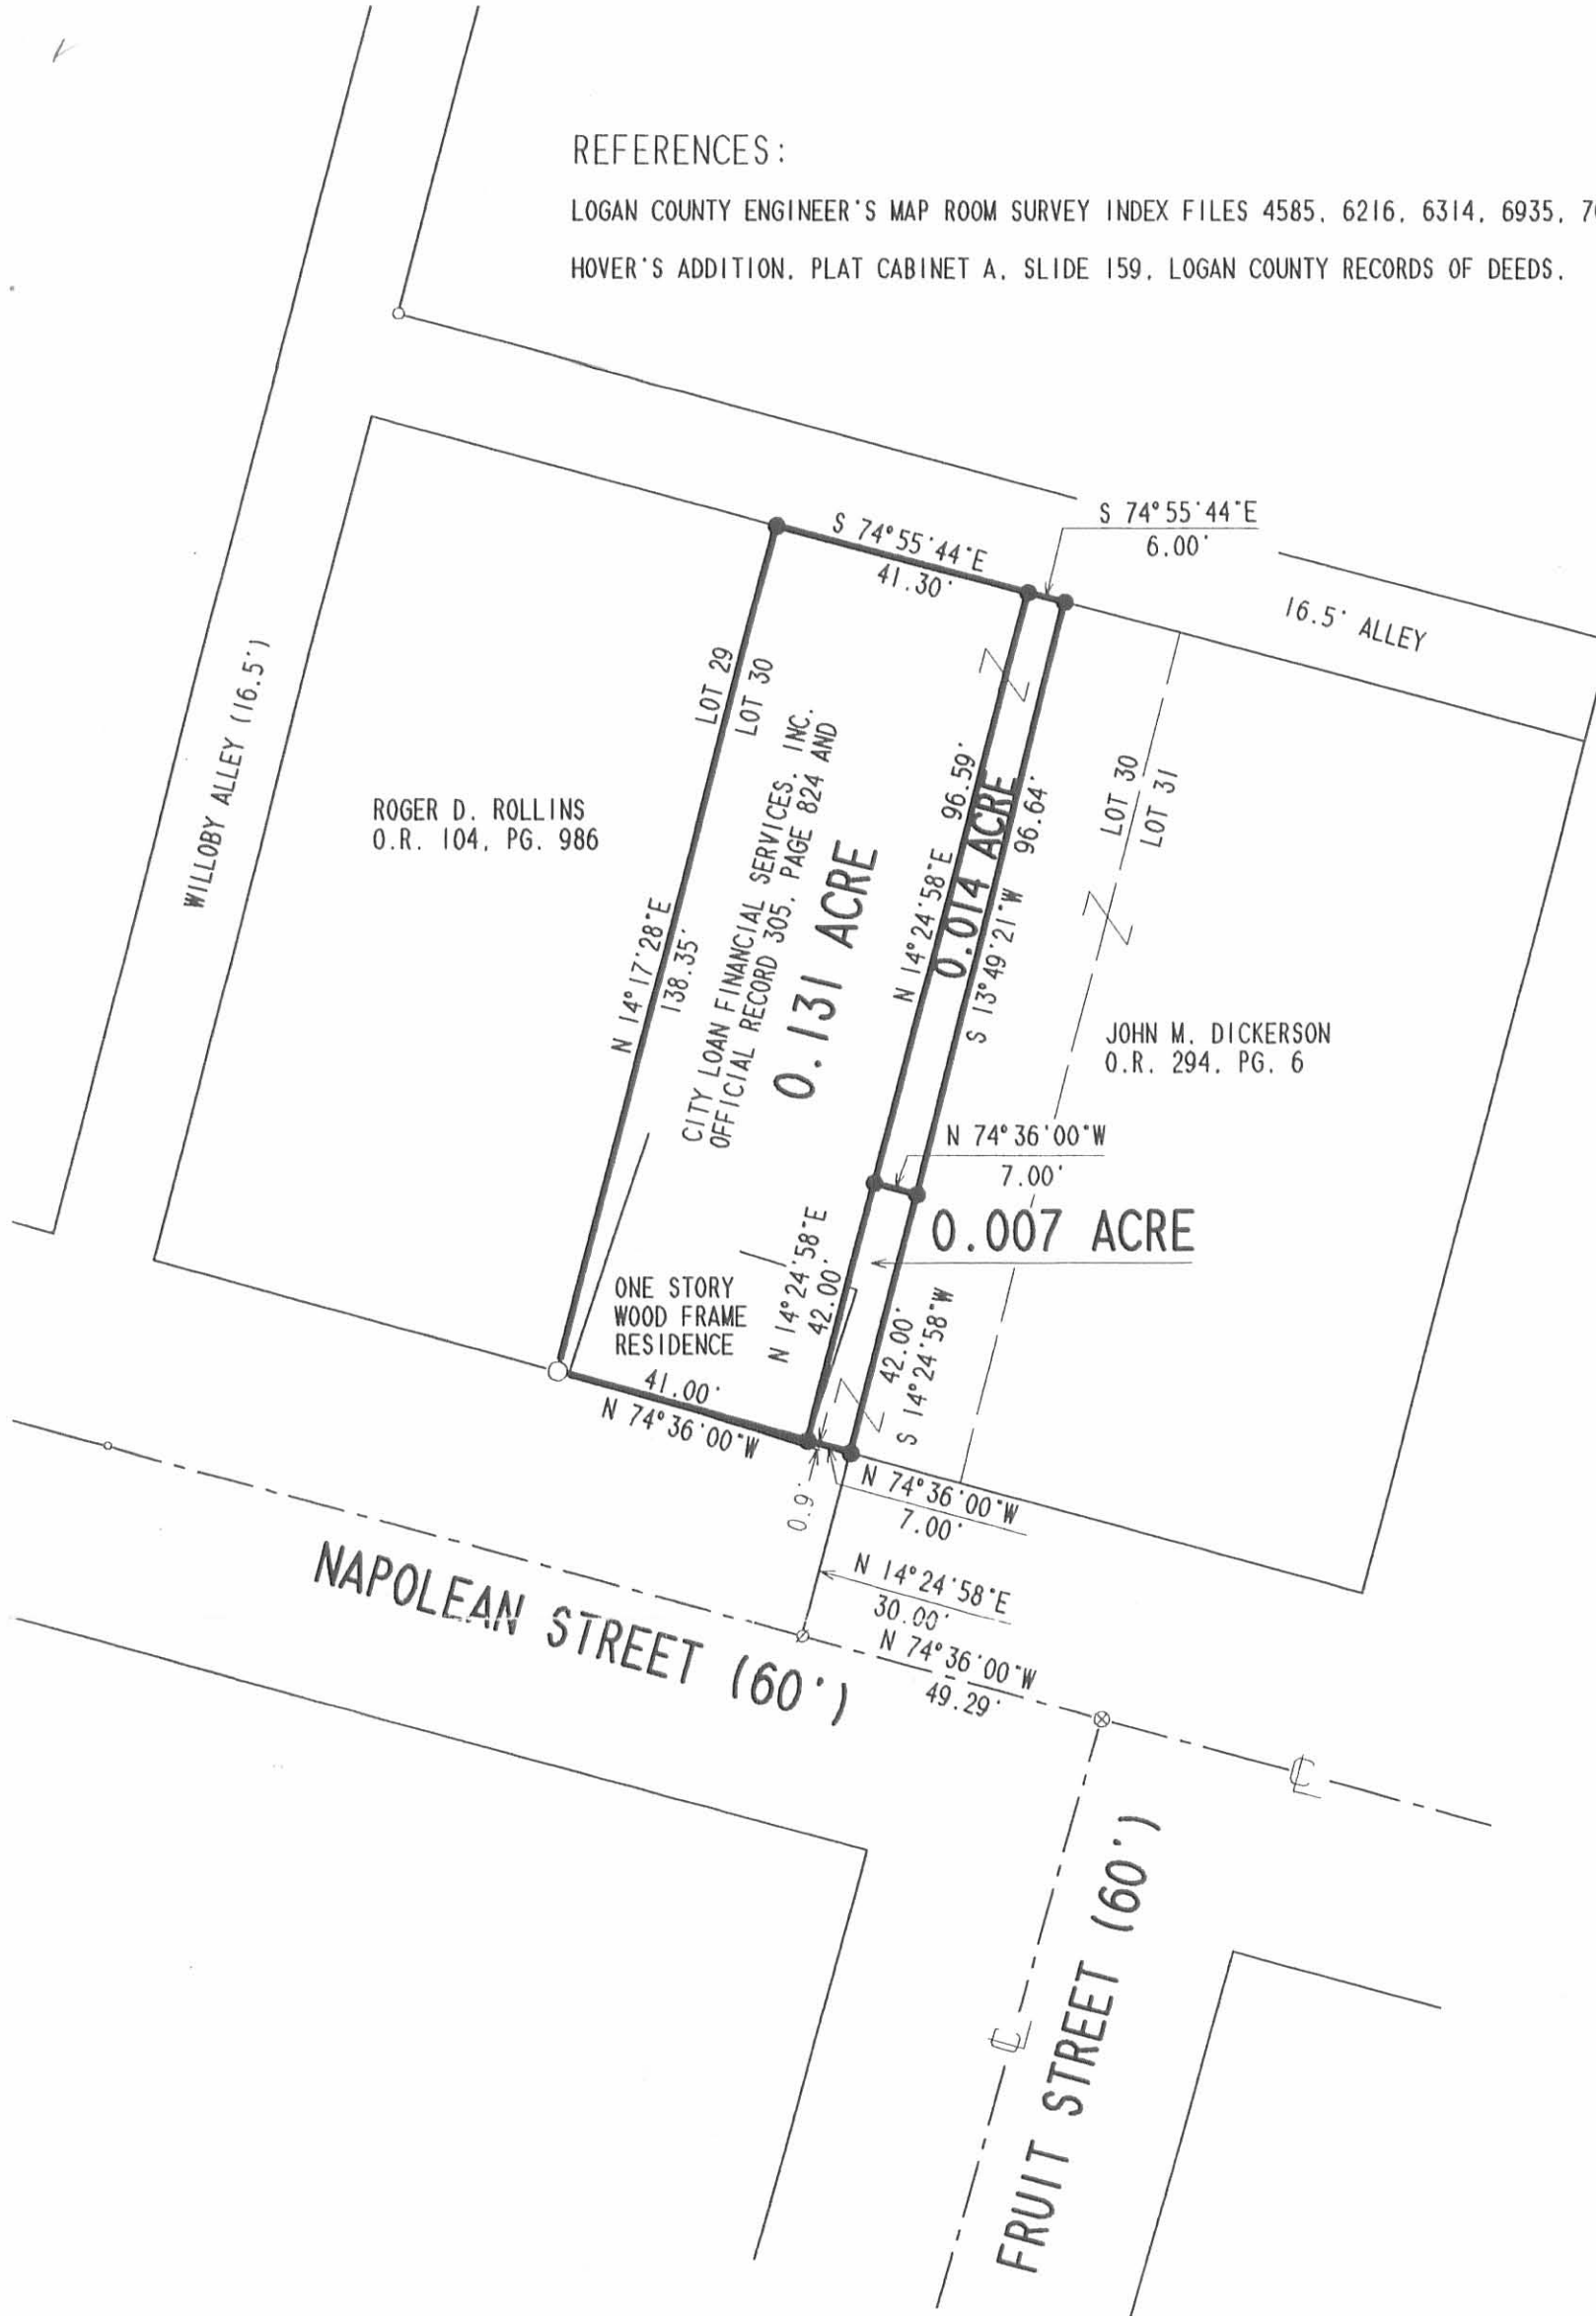 REFERENCES:
LOGAN COUNTY ENGINEER'S MAP ROOM SURVEY INDEX FILES 4585, 6216, 6314, 6935,
HOVER'S ADDITION, PLAT CABINET A, SLIDE 159, LOGAN COUNTY RECORDS OF DEEDS.
S 74°55'44"E
6.00'
S 74°55'44"E
41.30'
16.5' ALLEY
WILLOBY ALLEY (16.5')
LOT 29
LOT 30
ROGER D. ROLLINS
O.R. 104, PG. 986
N 14°17'28"E
138.35'
CITY LOAN FINANCIAL SERVICES, INC.
OFFICIAL RECORD 305, PAGE 824 AND
0.131 ACRE
N 14°24'58"E 96.59'
0.014 ACRE
S 13°49'21"W 96.64'
LOT 30
LOT 31
JOHN M. DICKERSON
O.R. 294, PG. 6
N 74°36'00"W
7.00'
0.007 ACRE
ONE STORY
WOOD FRAME
RESIDENCE
N 14°24'58"E
42.00'
42.00'
S 14°24'58"W
41.00'
N 74°36'00"W
0.9'
N 74°36'00"W
7.00'
N 14°24'58"E
30.00'
N 74°36'00"W
49.29'
NAPOLEAN STREET (60')
℄
℄
FRUIT STREET (60')